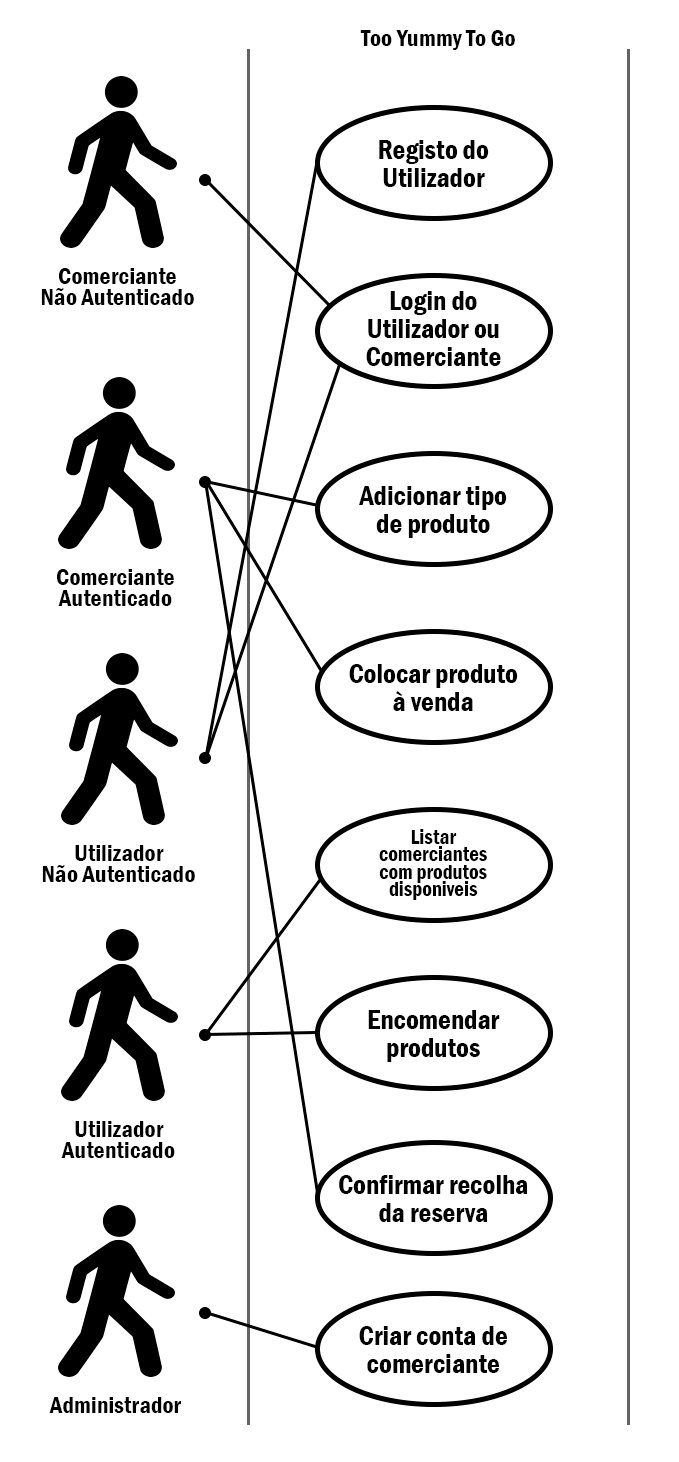 Too Yummy To Go
Comerciante
Não Autenticado
Comerciante
Autenticado
Utilizador
Não Autenticado
Utilizador
Autenticado
Administrador
Registo do
Utilizador
Login do
Utilizador ou
Comerciante
Adicionar tipo
de produto
Colocar produto
à venda
Listar
comerciantes
com produtos
disponiveis
Encomendar
produtos
Confirmar recolha
da reserva
Criar conta de
comerciante